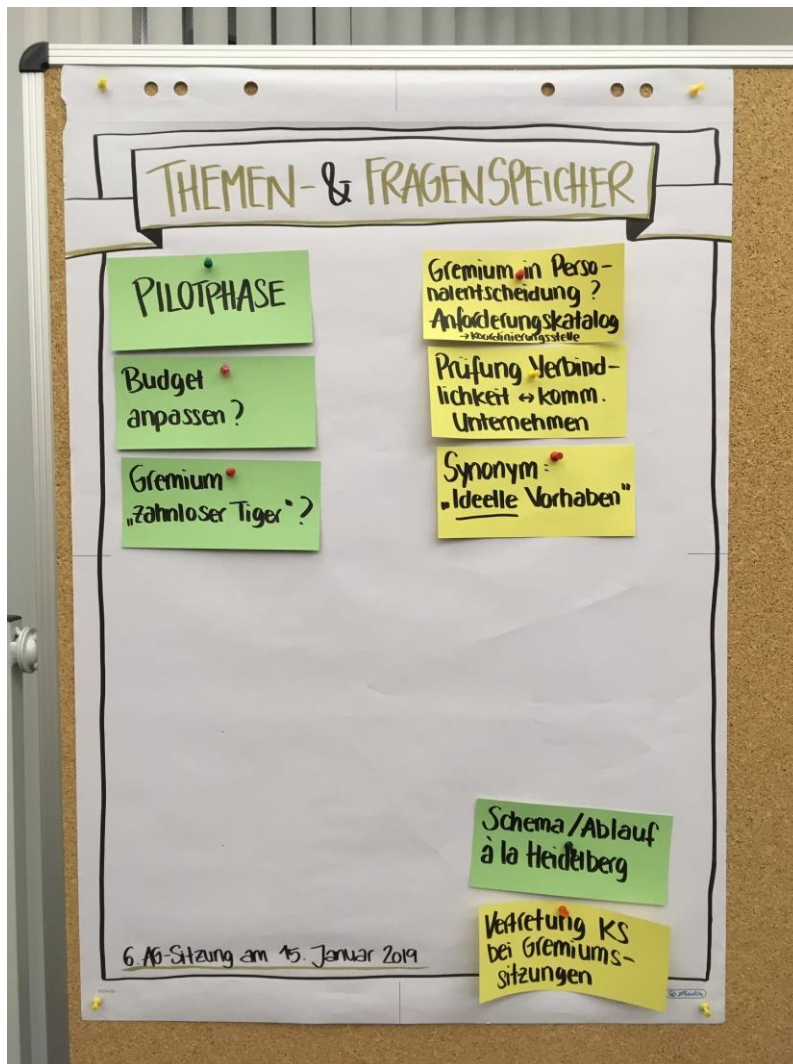 THEMEN- & FRAGENSPEICHER
PILOTPHASE
Budget
anpassen?
Gremium
„zahnloser Tiger“?
Gremium in Perso-
nalentscheidung?
Anforderungskatalog
→ Koordinierungsstelle
Prüfung Verbind-
lichkeit ↔ komm.
Unternehmen
Synonym:
„Ideelle Vorhaben“
Schema/Ablauf
à la Heidelberg
Vertretung KS
bei Gremiums-
sitzungen
6. AG-Sitzung am 15. Januar 2019